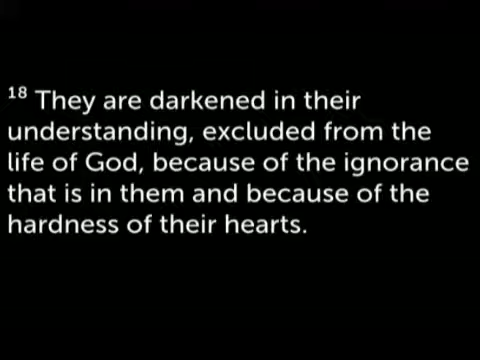 18 They are darkened in their
understanding, excluded from the
life of God, because of the ignorance
that is in them and because of the
hardness of their hearts.